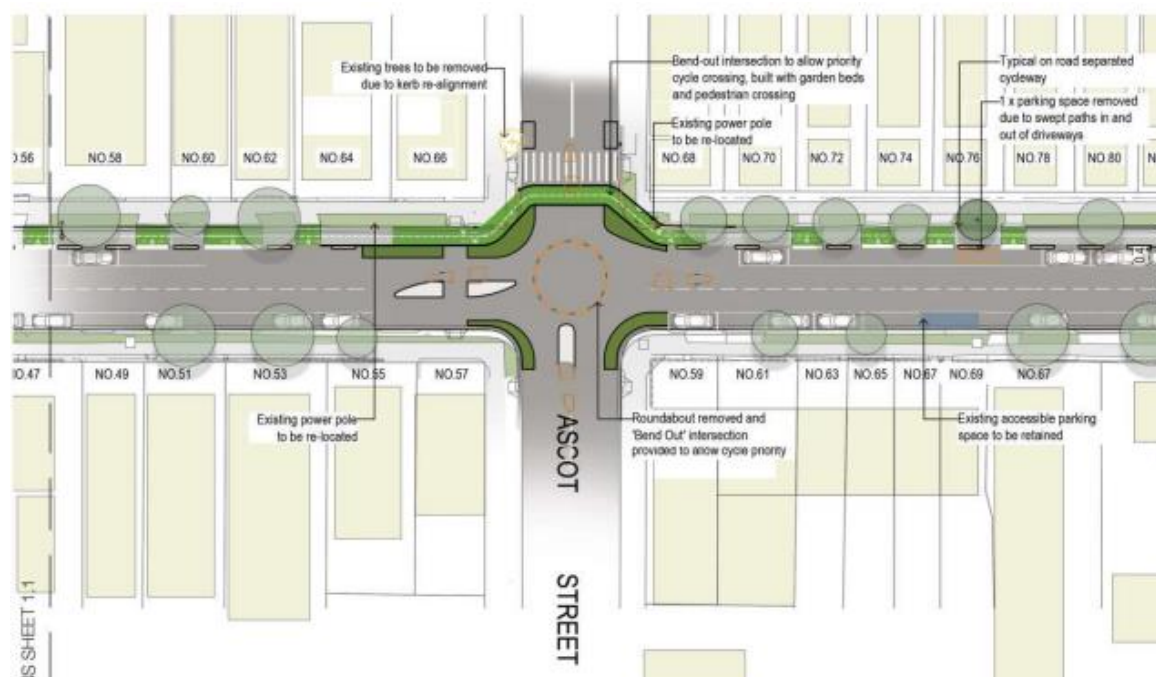 Existing trees to be removed
due to kerb re-alignment
Bend-out intersection to allow priority
cycle crossing, built with garden beds
and pedestrian crossing
Existing power pole
to be re-located
Typical on road separated
cycleway
1 x parking space removed
due to swept paths in and
out of driveways
NO.58
NO.60
NO.62
NO.64
NO.66
NO.68
NO.70
NO.72
NO.74
NO.76
NO.78
NO.80
NO.49
NO.51
NO.53
NO.55
NO.57
NO.59
NO.61
NO.63
NO.65
NO.67
NO.69
NO.67
Existing power pole
to be re-located
Roundabout removed and
'Bend Out' intersection
provided to allow cycle priority
Existing accessible parking
space to be retained
ASCOT
STREET
SHEET 1.1